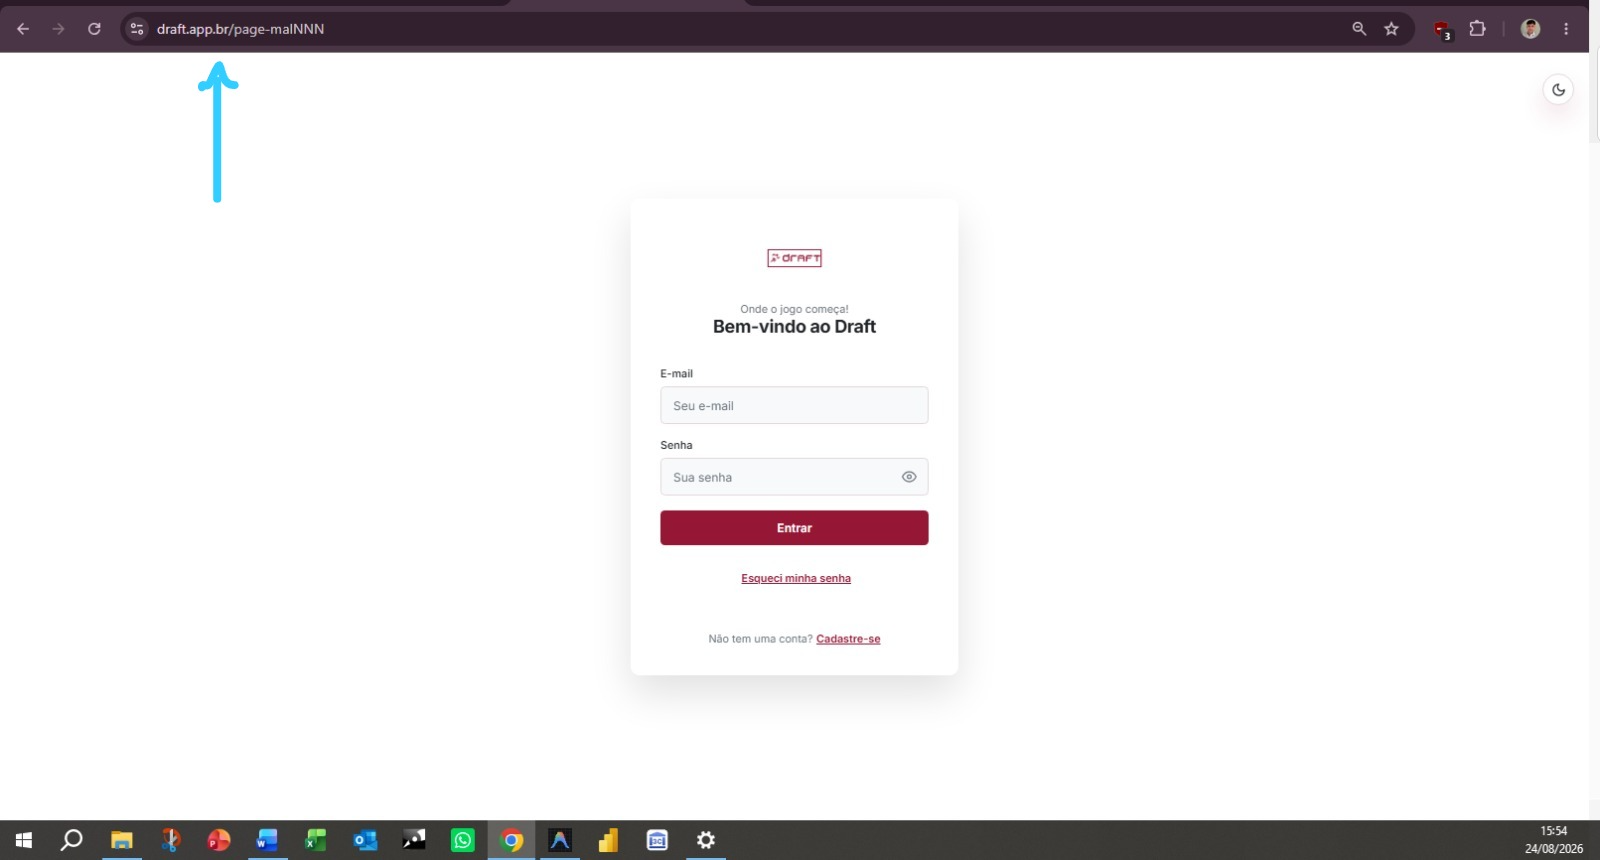 draft.app.br/page-malNNN
3
DRAFT
Onde o jogo começa!
Bem-vindo ao Draft
E-mail
Seu e-mail
Senha
Sua senha
Entrar
Esqueci minha senha
Não tem uma conta? Cadastre-se
15:54
24/08/2026